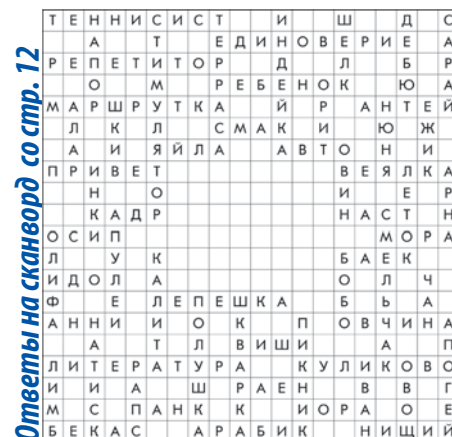 Ответы на сканворд со стр. 12
Т Е Н Н И С И С Т И Ш Д С
А Т Е Д И Н О В Е Р И Е А
Р Е П Е Т И Т О Р Д Л Б Р
О М Р Е Б Е Н О К Ю А
М А Р Ш Р У Т К А Й Р А Н Т Е Й
Л К Л С М А К И Ю Ж
А И Я Й Л А А В Т О Н И
П Р И В Е Т В Е Я Л К А
Н О И Е Р
К А Д Р Н А С Т Н
О С И П М О Р А
Л У К Б А Е К
И Д О Л А О Л Ч
Ф Е Л Е П Е Ш К А Б Ь А
А Н Н И И О К П О В Ч И Н А
А Т Л В И Ш И А П
Л И Т Е Р А Т У Р А К У Л И К О В О
И И А Ш Р А Е Н В В Г
М С П А Н К К И О Р А О Е
Б Е К А С А Р А Б И К Н И Щ И Й